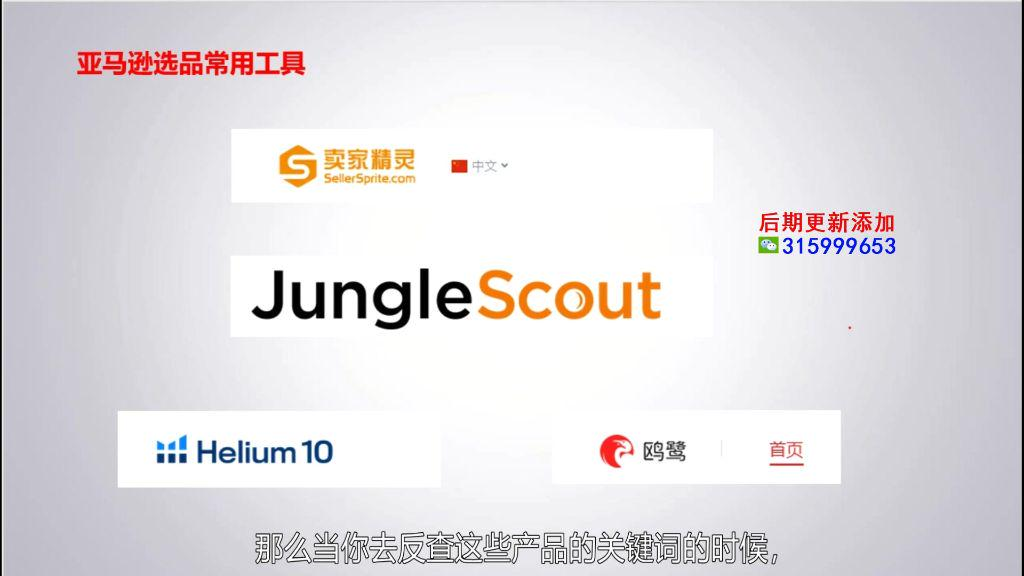 亚马逊选品常用工具
卖家精灵
SellerSprite.com
中文
后期更新添加
315999653
JungleScout
Helium 10
鸥鹭
首页
那么当你去反查这些产品的关键词的时候，